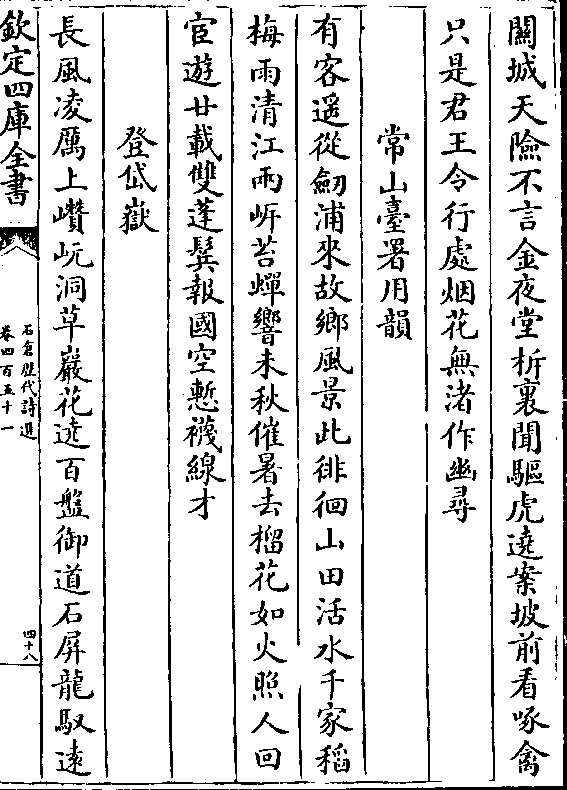 關城天險不言金夜堂柝裏聞驅虎遶案坡前看啄禽
只是君王令行處烟花無渚作幽尋
常山臺署用韻
有客遥從劒浦來故鄉風景此徘徊山田活水千家稻
梅雨清江兩㟁苔蟬響未秋催暑去榴花如火照人回
宦遊廿載雙蓬鬂報國空慙襪線才
登岱嶽
長風凌厲上巑岏洞草巖花遶百盤御道石屏龍馭逺
欽定四庫全書
石倉歴代詩選
卷四百五十一
四十八